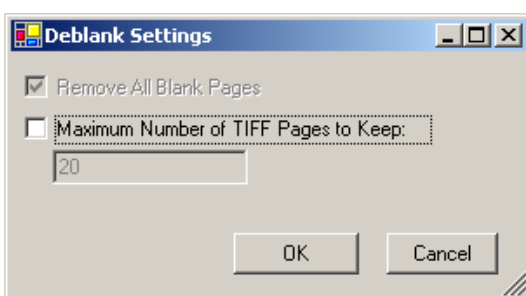 Deblank Settings
Remove All Blank Pages
Maximum Number of TIFF Pages to Keep:
20
OK
Cancel